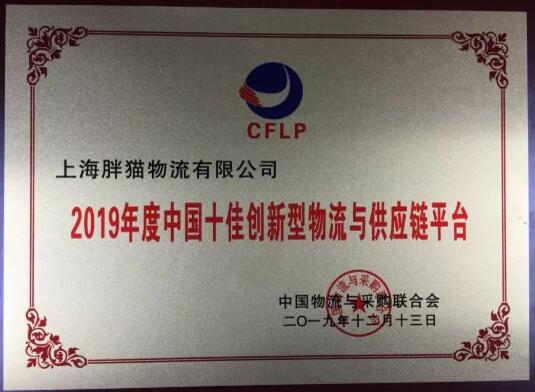 CFLP
上海胖猫物流有限公司
2019年度中国十佳创新型物流与供应链平台
中国物流与采购联合会
二〇一九年十二月十三日